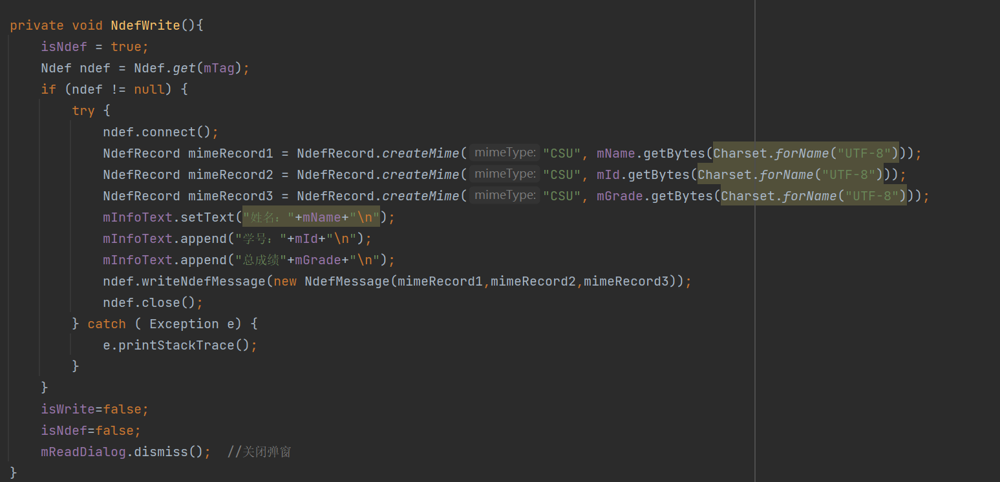 private void NdefWrite(){
    isNdef = true;
    Ndef ndef = Ndef.get(mTag);
    if (ndef != null) {
        try {
            ndef.connect();
            NdefRecord mimeRecord1 = NdefRecord.createMime( mimeType: "CSU", mName.getBytes(Charset.forName("UTF-8")));
            NdefRecord mimeRecord2 = NdefRecord.createMime( mimeType: "CSU", mId.getBytes(Charset.forName("UTF-8")));
            NdefRecord mimeRecord3 = NdefRecord.createMime( mimeType: "CSU", mGrade.getBytes(Charset.forName("UTF-8")));
            mInfoText.setText("姓名："+mName+"\n");
            mInfoText.append("学号："+mId+"\n");
            mInfoText.append("总成绩"+mGrade+"\n");
            ndef.writeNdefMessage(new NdefMessage(mimeRecord1,mimeRecord2,mimeRecord3));
            ndef.close();
        } catch ( Exception e) {
            e.printStackTrace();
        }
    }
    isWrite=false;
    isNdef=false;
    mReadDialog.dismiss();  //关闭弹窗
}